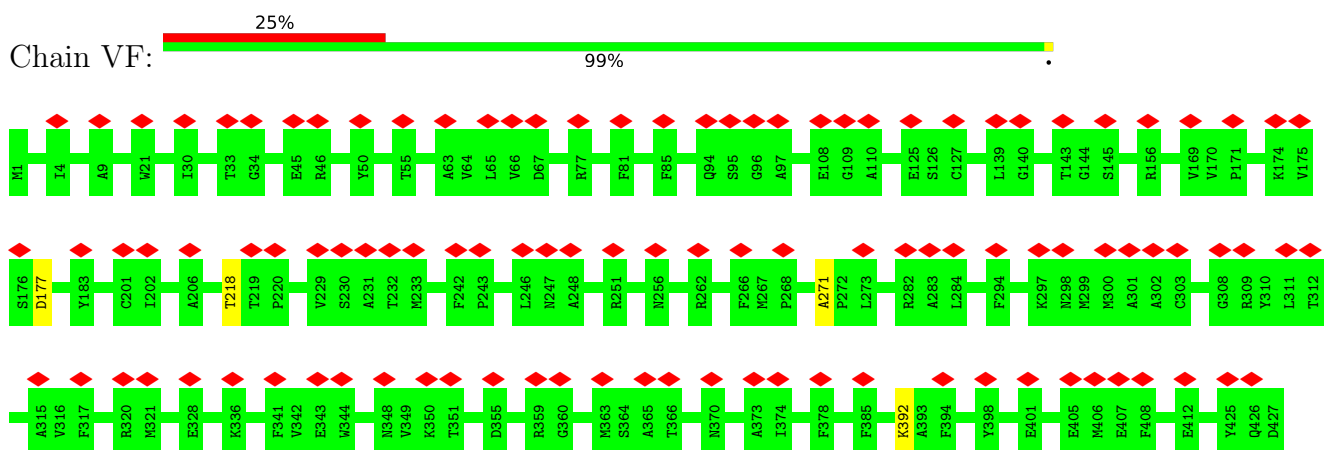 25%
Chain VF:
99%
.
M1 I4 A9 W21 I30 T33 G34 E45 R46 Y50 T55 A63 V64 L65 V66 D67 R77 F81 F85 Q94 S95 G96 A97 E108 G109 A110 E125 S126 C127 L139 G140 T143 G144 S145 R156 V169 V170 P171 K174 V175
S176 D177 Y183 C201 I202 A206 T218 T219 P220 V229 S230 A231 T232 M233 F242 P243 L246 N247 A248 R251 N256 R262 F266 M267 P268 A271 P272 L273 R282 A283 L284 F294 K297 N298 M299 M300 A301 A302 C303 G308 R309 Y310 L311 T312
A315 V316 F317 R320 M321 E328 K336 F341 V342 E343 W344 N348 V349 K350 T351 D355 R359 G360 M363 S364 A365 T366 N370 A373 I374 F378 F385 K392 A393 F394 Y398 E401 E405 M406 E407 F408 E412 Y425 Q426 D427